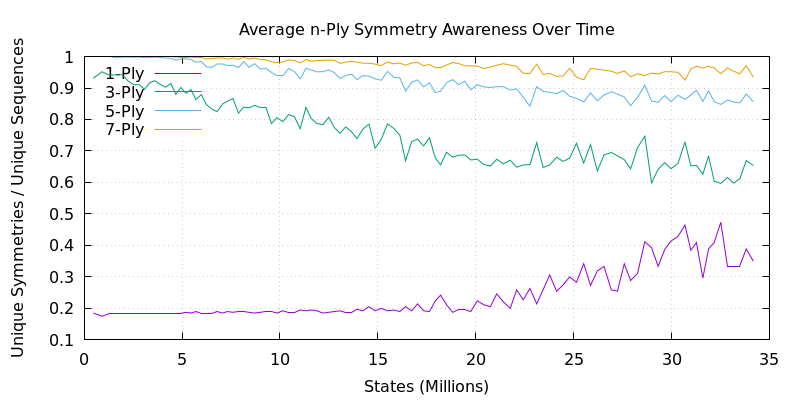 Average n-Ply Symmetry Awareness Over Time
Unique Symmetries / Unique Sequences
1
0.9
0.8
0.7
0.6
0.5
0.4
0.3
0.2
0.1
1-Ply
3-Ply
5-Ply
7-Ply
0 5 10 15 20 25 30 35
States (Millions)